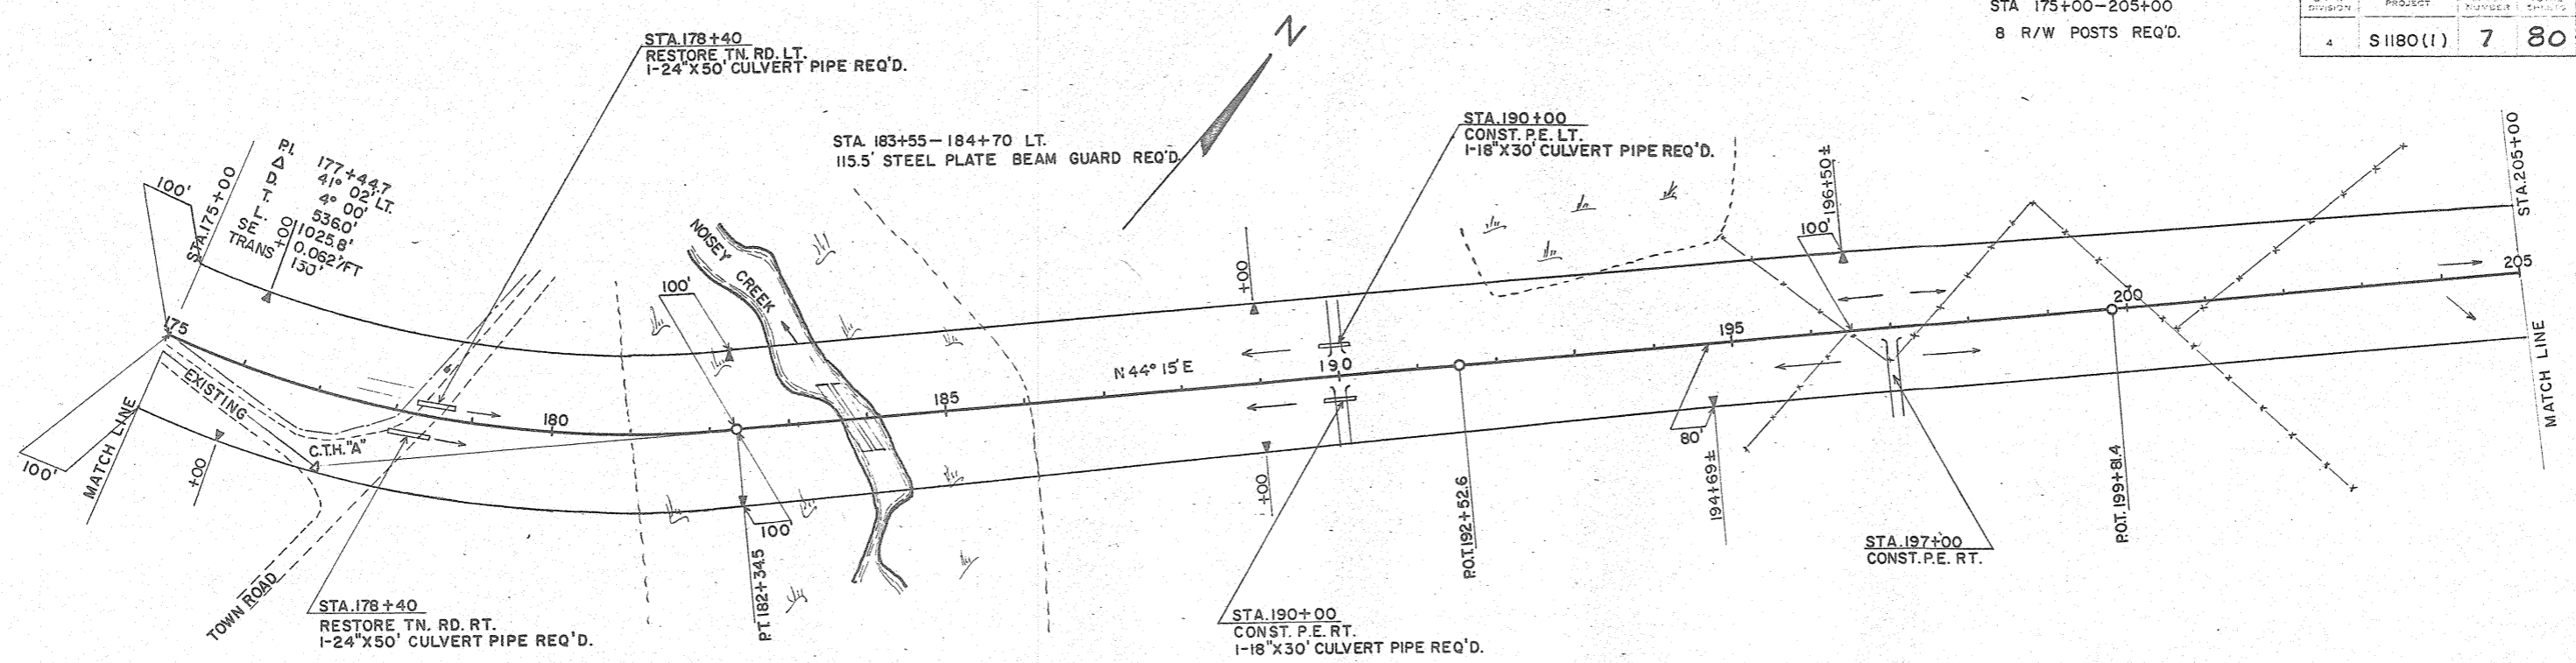 STA 175+00-205+00
8 R/W POSTS REQ'D.
DIVISION
PROJECT
NUMBER
4
S1180(1)
7
80
STA.178+40
RESTORE TN. RD. LT.
1-24"X50' CULVERT PIPE REQ'D.
N
STA. 183+55-184+70 LT.
115.5' STEEL PLATE BEAM GUARD REQ'D.
STA.190+00
CONST. P.E. LT.
1-18"X30' CULVERT PIPE REQ'D.
P.I. 177+44.7
Δ 41° 02' LT.
D. 4° 00'
T. 536.0'
L. 1025.8'
SE 0.062'/FT
TRANS 130'
+00
100'
STA.175+00
175
EXISTING
MATCH LINE
100'
+00
C.T.H. "A"
6
TOWN ROAD
180
NOISEY CREEK
100'
100'
P.T. 182+34.5
185
+00
N 44° 15' E
190
+00
P.O.T. 192+52.6
195
196+50±
100'
80'
194+69±
200
P.O.T. 199+81.4
STA.205+00
205
MATCH LINE
STA.197+00
CONST. P.E. RT.
STA.178+40
RESTORE TN. RD. RT.
1-24"X50' CULVERT PIPE REQ'D.
STA.190+00
CONST. P.E. RT.
1-18"X30' CULVERT PIPE REQ'D.